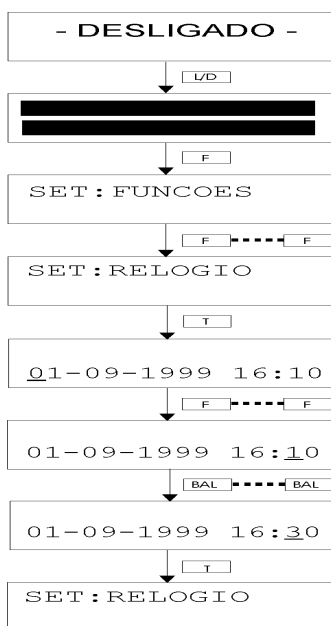 - DESLIGADO -
L/D
F
SET:FUNCOES
F F
SET:RELOGIO
T
01-09-1999 16:10
F F
01-09-1999 16:10
BAL BAL
01-09-1999 16:30
T
SET:RELOGIO